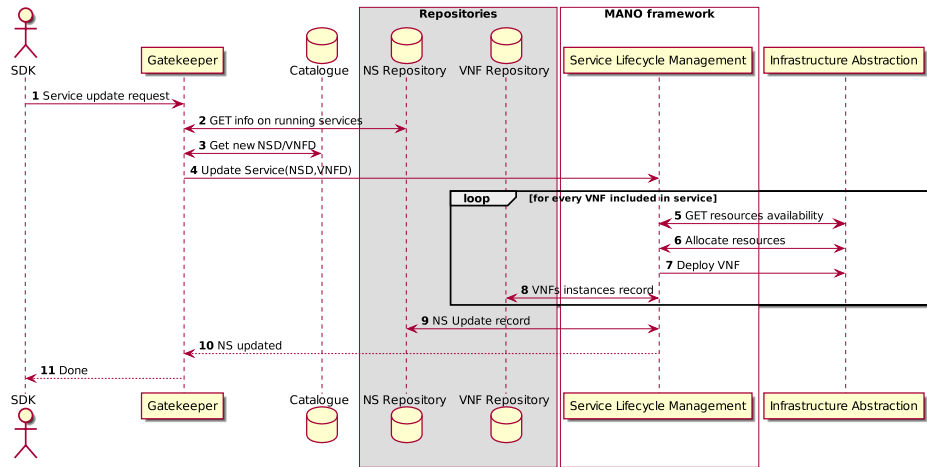 Repositories
MANO framework
SDK
Gatekeeper
Catalogue
NS Repository
VNF Repository
Service Lifecycle Management
Infrastructure Abstraction
1 Service update request
2 GET info on running services
3 Get new NSD/VNFD
4 Update Service(NSD,VNFD)
loop
[for every VNF included in service]
5 GET resources availability
6 Allocate resources
7 Deploy VNF
8 VNFs instances record
9 NS Update record
10 NS updated
11 Done
SDK
Gatekeeper
Catalogue
NS Repository
VNF Repository
Service Lifecycle Management
Infrastructure Abstraction